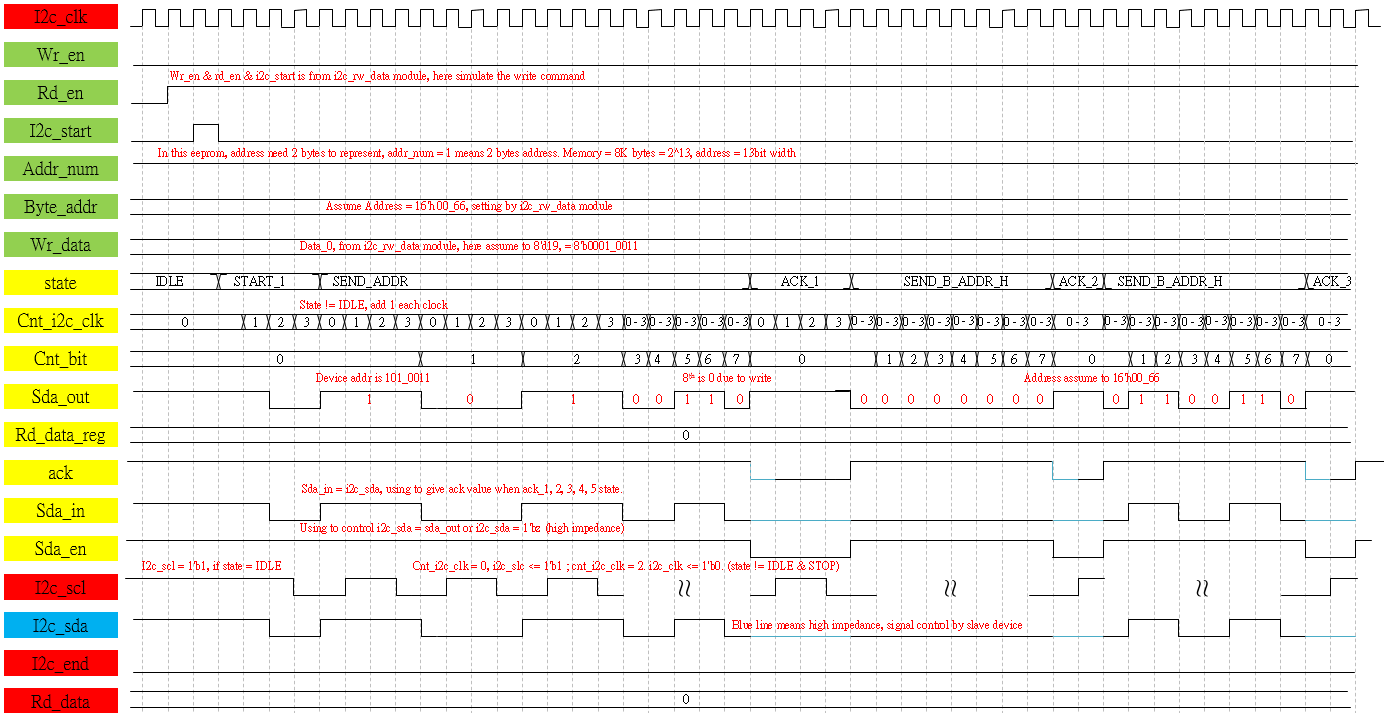 I2c_clk
Wr_en
Wr_en & rd_en & i2c_start is from i2c_rw_data module, here simulate the write command
Rd_en
I2c_start
In this eeprom, address need 2 bytes to represent, addr_num = 1 means 2 bytes address. Memory = 8K bytes = 2^13, address = 13bit width
Addr_num
Byte_addr Assume Address = 16'h00_66, setting by i2c_rw_data module
Wr_data Data_0, from i2c_rw_data module, here assume to 8'd19, = 8'b0001_0011
state IDLE START_1 SEND_ADDR ACK_1 SEND_B_ADDR_H ACK_2 SEND_B_ADDR_H ACK_3
State != IDLE, add 1 each clock
Cnt_i2c_clk 0 1 2 3 0 1 2 3 0 1 2 3 0 1 2 3 0-3 0-3 0-3 0-3 0-3 0 1 2 3 0-3 0-3 0-3 0-3 0-3 0-3 0-3 0-3 0-3 0-3 0-3 0-3 0-3 0-3 0-3 0-3 0-3 0-3
Cnt_bit 0 1 2 3 4 5 6 7 0 1 2 3 4 5 6 7 0 1 2 3 4 5 6 7 0
Device addr is 101_0011 8th is 0 due to write Address assume to 16'h00_66
Sda_out 1 0 1 0 0 1 1 0 0 0 0 0 0 0 0 0 0 1 1 0 0 1 1 0
Rd_data_reg 0
ack
Sda_in = i2c_sda, using to give ack value when ack_1, 2, 3, 4, 5 state.
Sda_in
Using to control i2c_sda = sda_out or i2c_sda = 1'bz (high impedance)
Sda_en
I2c_scl = 1'b1, if state = IDLE Cnt_i2c_clk = 0, i2c_slc <= 1'b1 ; cnt_i2c_clk = 2. i2c_clk <= 1'b0. (state != IDLE & STOP)
I2c_scl
I2c_sda Blue line means high impedance, signal control by slave device
I2c_end
Rd_data 0